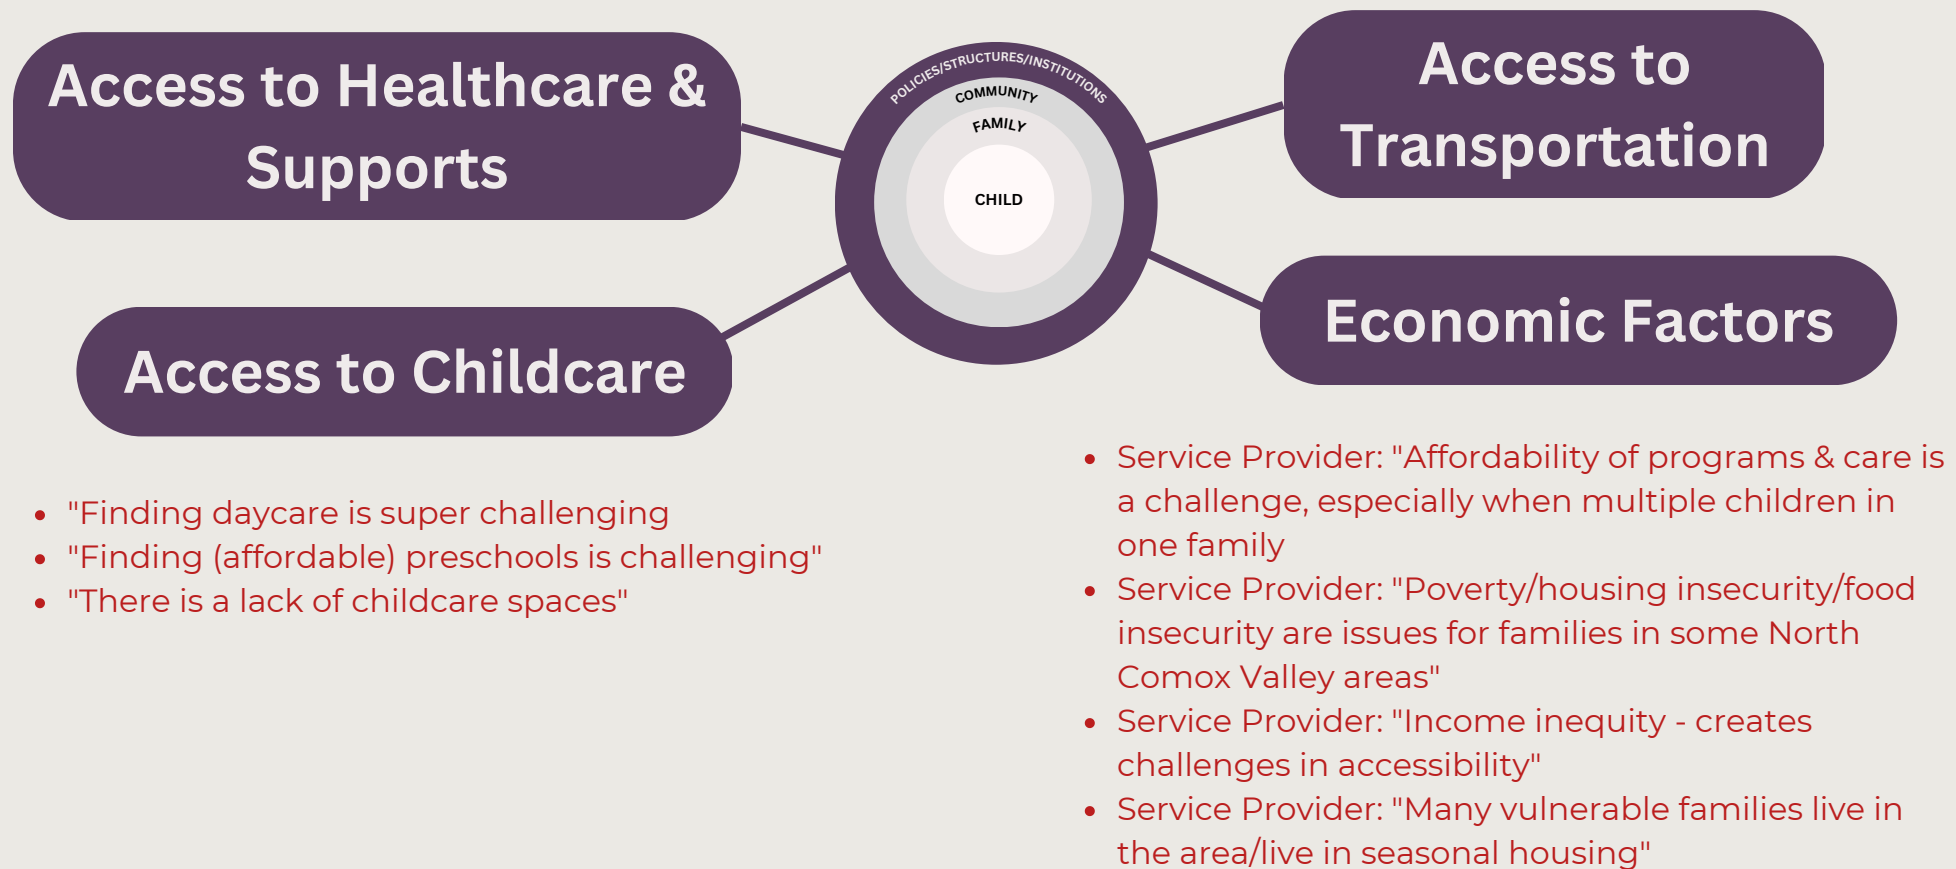 Access to Healthcare &
Supports
POLICIES/STRUCTURES/INSTITUTIONS
COMMUNITY
FAMILY
CHILD
Access to
Transportation
Access to Childcare
Economic Factors
• "Finding daycare is super challenging
• "Finding (affordable) preschools is challenging"
• "There is a lack of childcare spaces"
• Service Provider: "Affordability of programs & care is
a challenge, especially when multiple children in
one family
• Service Provider: "Poverty/housing insecurity/food
insecurity are issues for families in some North
Comox Valley areas"
• Service Provider: "Income inequity - creates
challenges in accessibility"
• Service Provider: "Many vulnerable families live in
the area/live in seasonal housing"